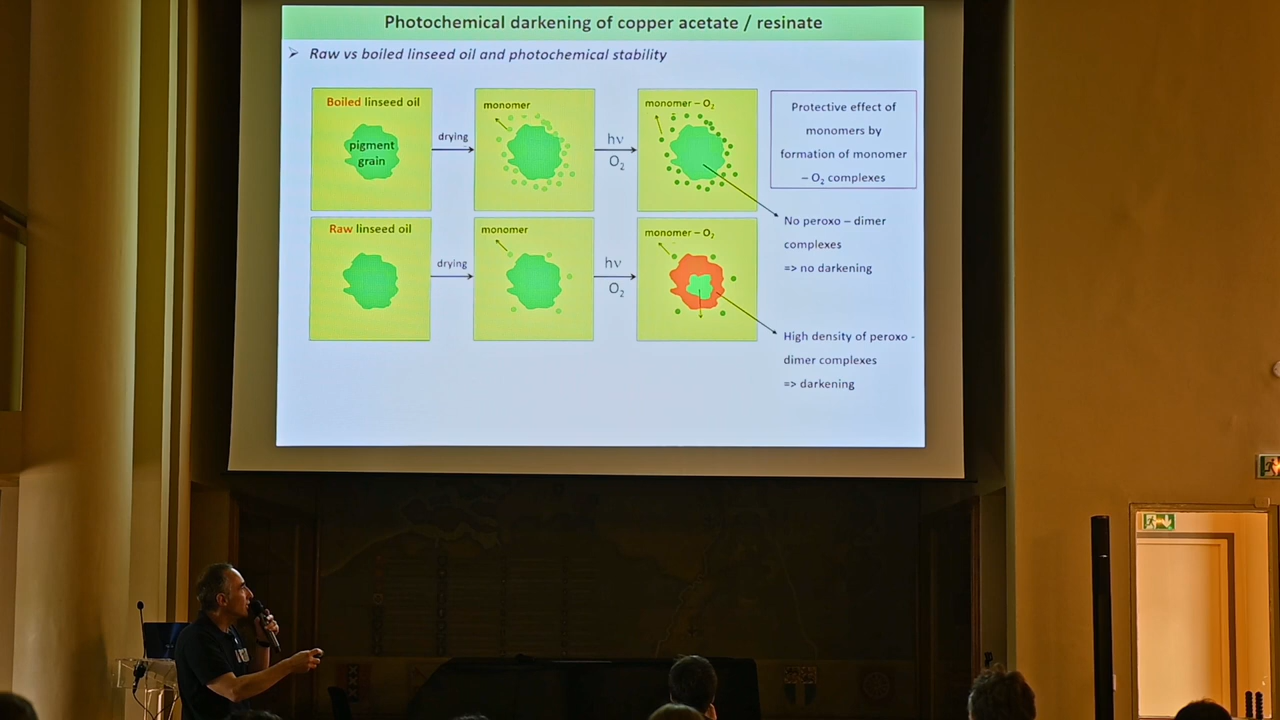 Photochemical darkening of copper acetate / resinate
➢ Raw vs boiled linseed oil and photochemical stability
Boiled linseed oil
pigment
grain
drying
monomer
hν
O₂
monomer – O₂
Protective effect of
monomers by
formation of monomer
– O₂ complexes
No peroxo – dimer
complexes
=> no darkening
Raw linseed oil
drying
monomer
hν
O₂
monomer – O₂
High density of peroxo -
dimer complexes
=> darkening